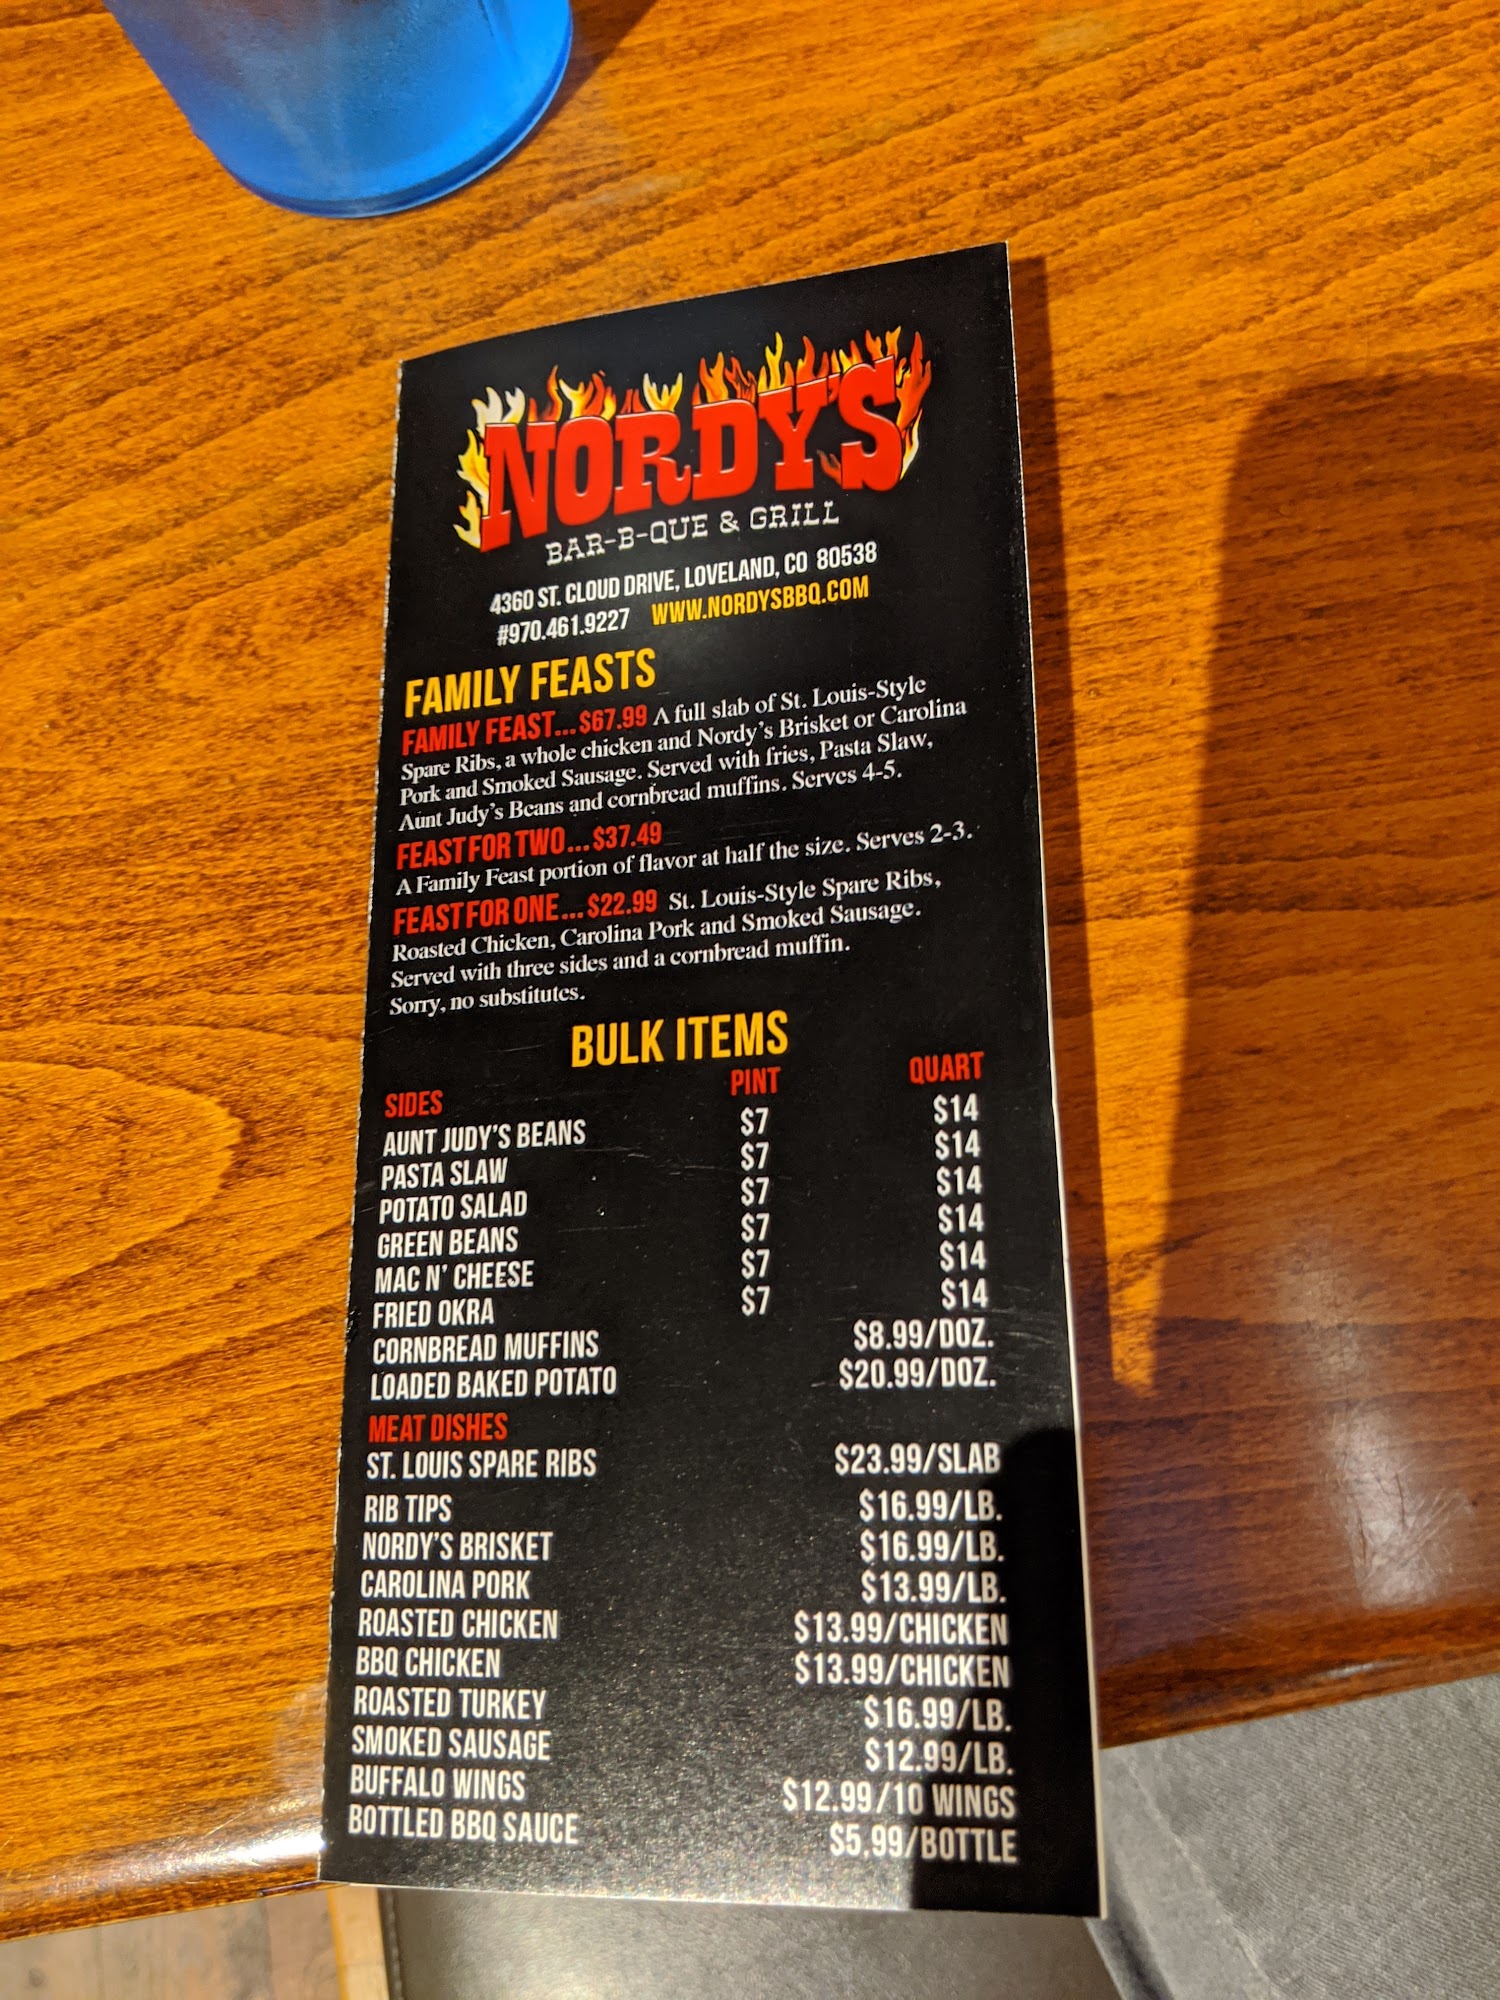 NORDY'S
BAR-B-QUE & GRILL
4360 ST. CLOUD DRIVE, LOVELAND, CO 80538
#970.461.9227 WWW.NORDYSBBQ.COM
FAMILY FEASTS
FAMILY FEAST...$67.99 A full slab of St. Louis-Style
Spare Ribs, a whole chicken and Nordy's Brisket or Carolina
Pork and Smoked Sausage. Served with fries, Pasta Slaw,
Aunt Judy's Beans and cornbread muffins. Serves 4-5.
FEAST FOR TWO...$37.49
A Family Feast portion of flavor at half the size. Serves 2-3.
FEAST FOR ONE...$22.99 St. Louis-Style Spare Ribs,
Roasted Chicken, Carolina Pork and Smoked Sausage.
Served with three sides and a cornbread muffin.
Sorry, no substitutes.
BULK ITEMS
SIDES PINT QUART
AUNT JUDY'S BEANS $7 $14
PASTA SLAW $7 $14
POTATO SALAD $7 $14
GREEN BEANS $7 $14
MAC N' CHEESE $7 $14
FRIED OKRA $7 $14
CORNBREAD MUFFINS $8.99/DOZ.
LOADED BAKED POTATO $20.99/DOZ.
MEAT DISHES
ST. LOUIS SPARE RIBS $23.99/SLAB
RIB TIPS $16.99/LB.
NORDY'S BRISKET $16.99/LB.
CAROLINA PORK $13.99/LB.
ROASTED CHICKEN $13.99/CHICKEN
BBQ CHICKEN $13.99/CHICKEN
ROASTED TURKEY $16.99/LB.
SMOKED SAUSAGE $12.99/LB.
BUFFALO WINGS $12.99/10 WINGS
BOTTLED BBQ SAUCE $5.99/BOTTLE